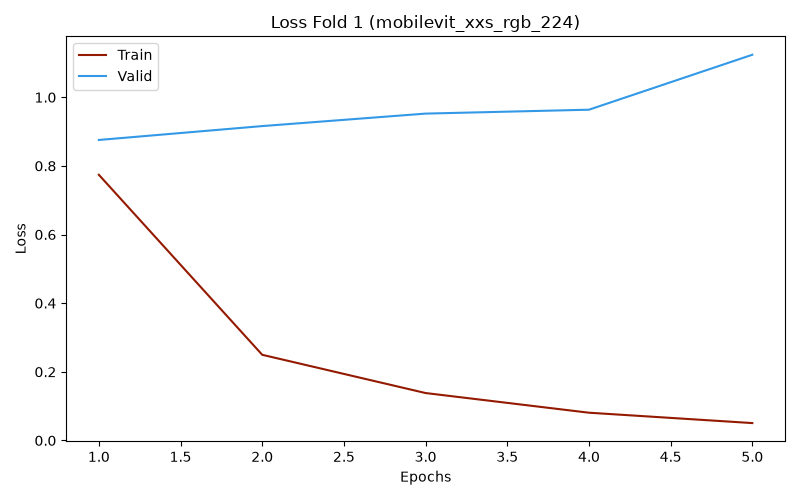 Loss Fold 1 (mobilevit_xxs_rgb_224)
Train
Valid
1.0
0.8
0.6
0.4
0.2
0.0
Loss
1.0 1.5 2.0 2.5 3.0 3.5 4.0 4.5 5.0
Epochs